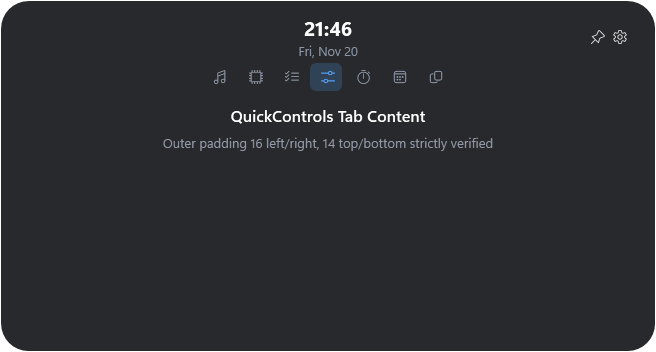 21:46
Fri, Nov 20
QuickControls Tab Content
Outer padding 16 left/right, 14 top/bottom strictly verified